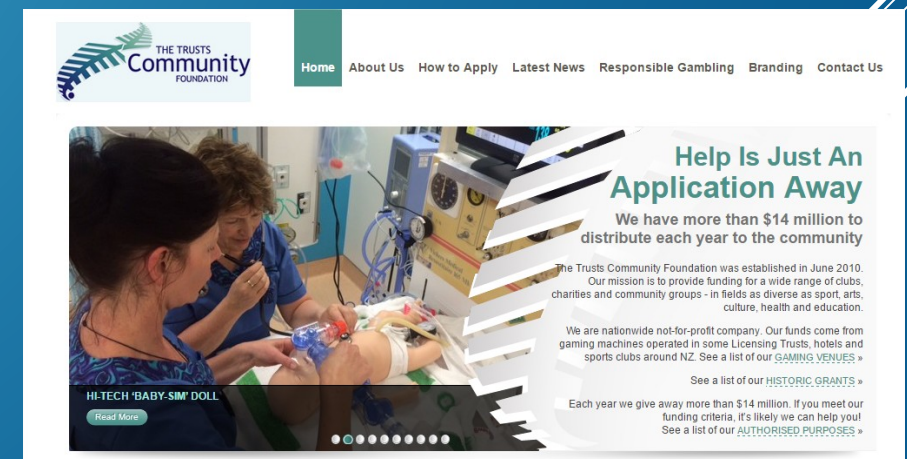 THE TRUSTS
Community
FOUNDATION
Home About Us How to Apply Latest News Responsible Gambling Branding Contact Us
Help Is Just An
Application Away
We have more than $14 million to
distribute each year to the community
The Trusts Community Foundation was established in June 2010.
Our mission is to provide funding for a wide range of clubs,
charities and community groups - in fields as diverse as sport, arts,
culture, health and education.
We are nationwide not-for-profit company. Our funds come from
gaming machines operated in some Licensing Trusts, hotels and
sports clubs around NZ. See a list of our GAMING VENUES »
See a list of our HISTORIC GRANTS »
Each year we give away more than $14 million. If you meet our
funding criteria, it's likely we can help you!
See a list of our AUTHORISED PURPOSES »
HI-TECH ‘BABY-SIM’ DOLL
Read More